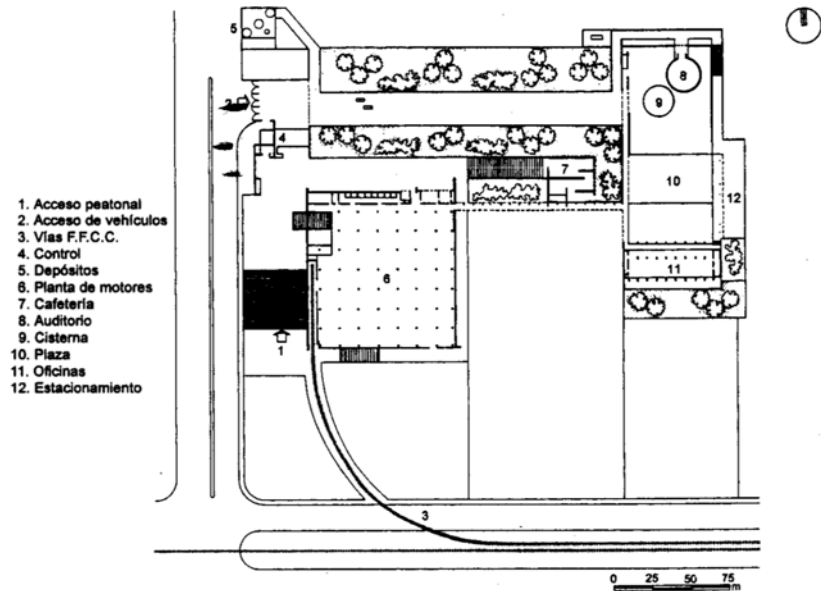 5
2
4
7
8
9
10
12
11
6
1
3
1. Acceso peatonal
2. Acceso de vehículos
3. Vías F.F.C.C.
4. Control
5. Depósitos
6. Planta de motores
7. Cafetería
8. Auditorio
9. Cisterna
10. Plaza
11. Oficinas
12. Estacionamiento
0 25 50 75
m